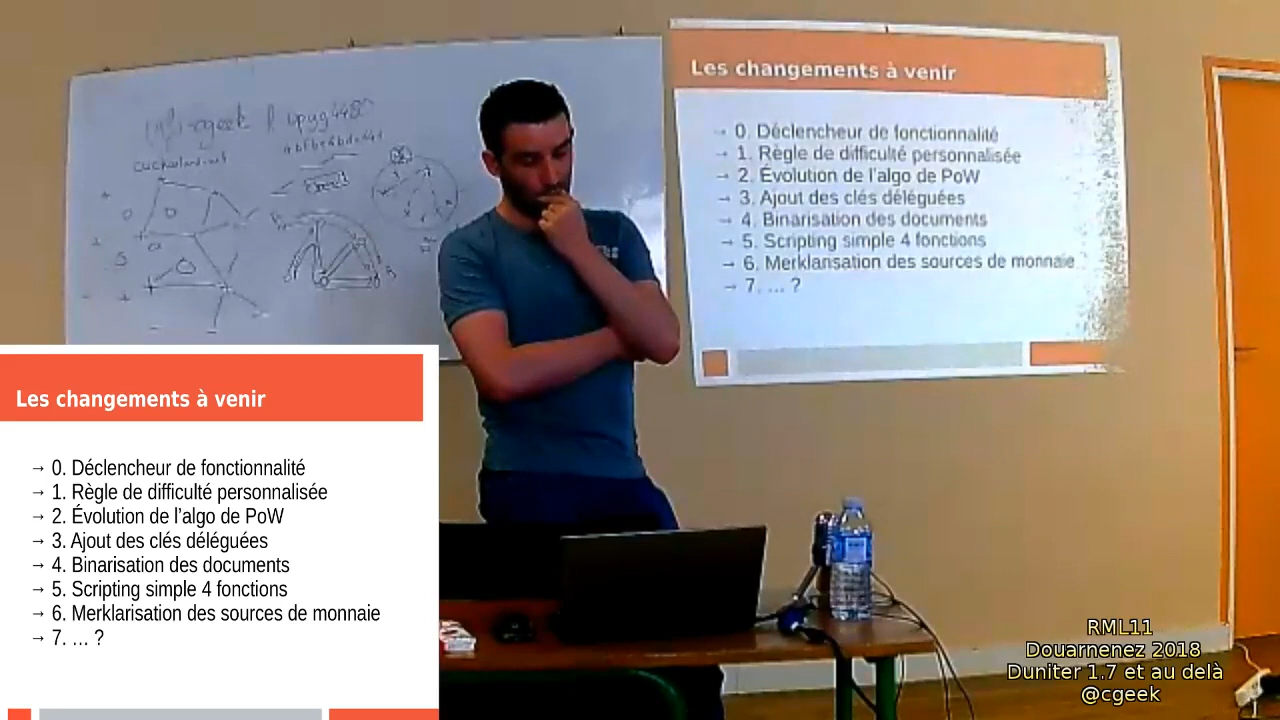 cgeek
Les changements à venir
→ 0. Déclencheur de fonctionnalité
→ 1. Règle de difficulté personnalisée
→ 2. Évolution de l'algo de PoW
→ 3. Ajout des clés déléguées
→ 4. Binarisation des documents
→ 5. Scripting simple 4 fonctions
→ 6. Merklarisation des sources de monnaie
→ 7. ... ?
Les changements à venir
→ 0. Déclencheur de fonctionnalité
→ 1. Règle de difficulté personnalisée
→ 2. Évolution de l'algo de PoW
→ 3. Ajout des clés déléguées
→ 4. Binarisation des documents
→ 5. Scripting simple 4 fonctions
→ 6. Merklarisation des sources de monnaie
→ 7. ... ?
RML11
Douarnenez 2018
Duniter 1.7 et au delà
@cgeek